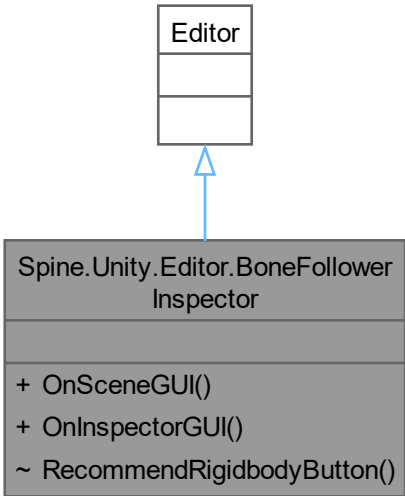 Editor
Spine.Unity.Editor.BoneFollower
Inspector
+ OnSceneGUI()
+ OnInspectorGUI()
~ RecommendRigidbodyButton()